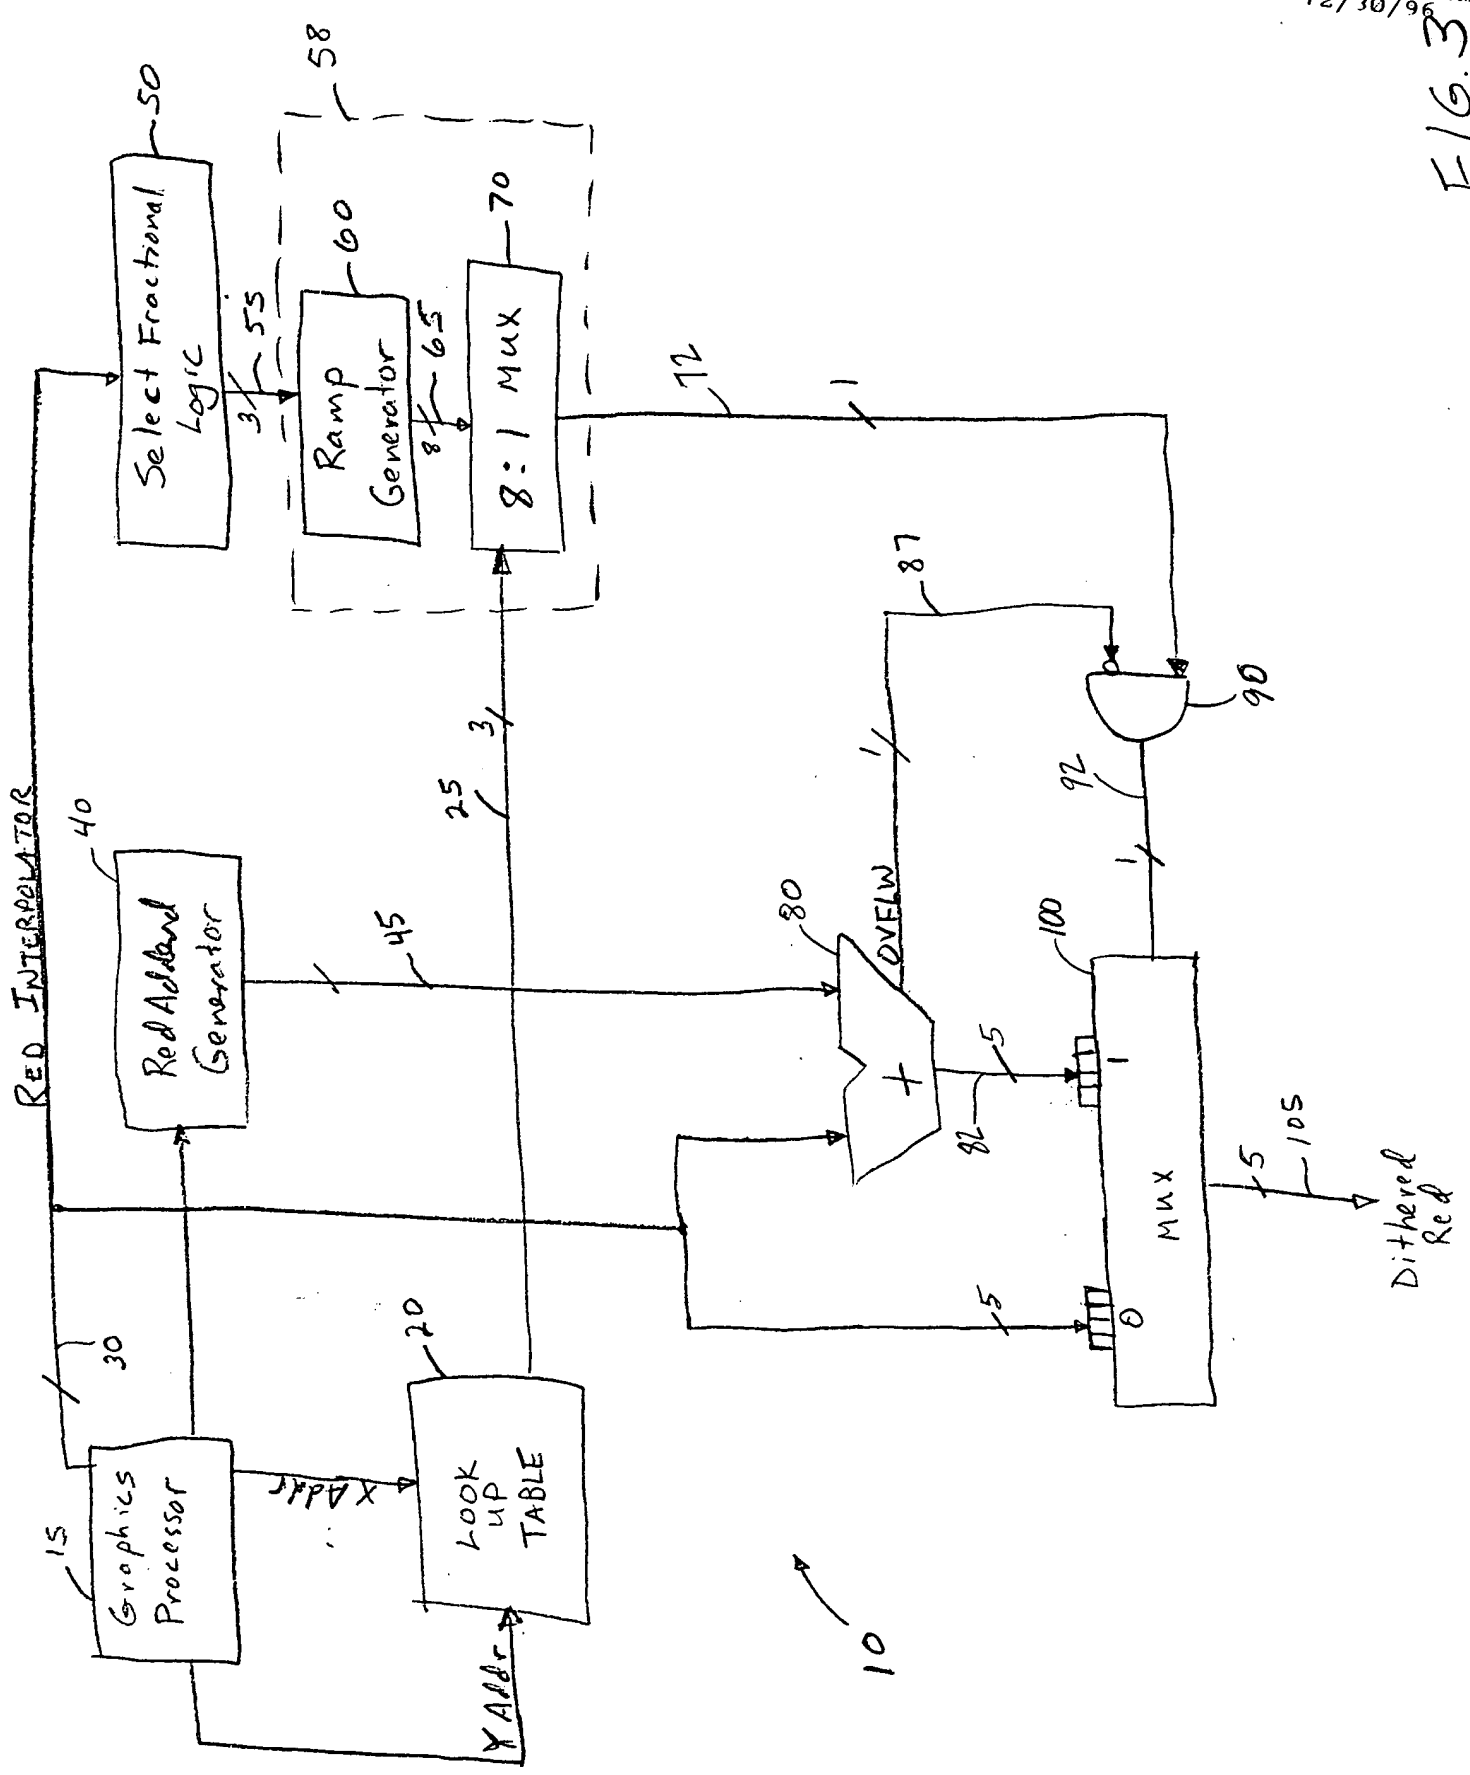 12/30/96
FIG. 3
RED INTERPOLATOR
30
15
Graphics
Processor
X Addr
Y Addr
20
LOOK
UP
TABLE
40
Red Addend
Generator
45
25
3
50
Select Fractional
Logic
3
55
58
60
Ramp
Generator
8
65
70
8:1 MUX
72
1
80
+
OVFLW
1
87
82
5
5
90
92
1
100
0
1
MUX
5
105
Dithered
Red
10